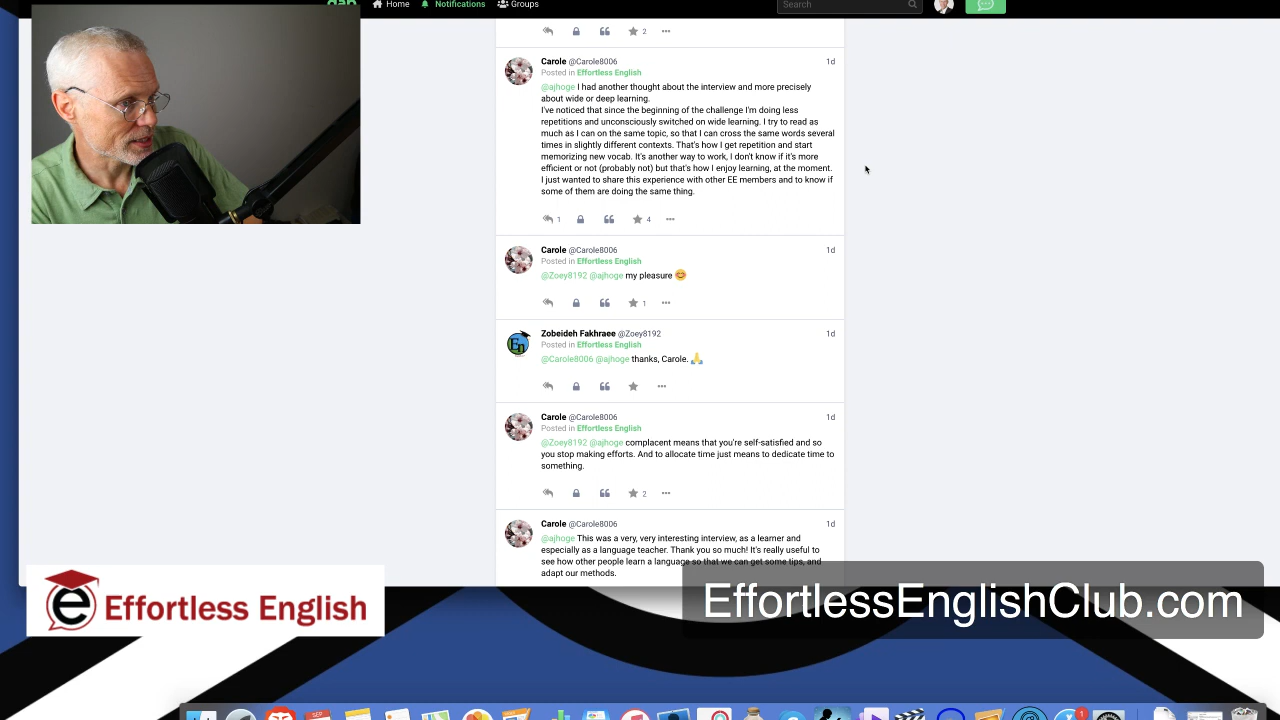 gab
Home
Notifications
Groups
Search
2
Carole @Carole8006
1d
Posted in Effortless English
@ajhoge I had another thought about the interview and more precisely
about wide or deep learning.
I've noticed that since the beginning of the challenge I'm doing less
repetitions and unconsciously switched on wide learning. I try to read as
much as I can on the same topic, so that I can cross the same words several
times in slightly different contexts. That's how I get repetition and start
memorizing new vocab. It's another way to work, I don't know if it's more
efficient or not (probably not) but that's how I enjoy learning, at the moment.
I just wanted to share this experience with other EE members and to know if
some of them are doing the same thing.
1
4
Carole @Carole8006
1d
Posted in Effortless English
@Zoey8192 @ajhoge my pleasure 😊
1
Zobeideh Fakhraee @Zoey8192
1d
Posted in Effortless English
@Carole8006 @ajhoge thanks, Carole. 🙏
En
Carole @Carole8006
1d
Posted in Effortless English
@Zoey8192 @ajhoge complacent means that you're self-satisfied and so
you stop making efforts. And to allocate time just means to dedicate time to
something.
2
Carole @Carole8006
1d
Posted in Effortless English
@ajhoge This was a very, very interesting interview, as a learner and
especially as a language teacher. Thank you so much! It's really useful to
see how other people learn a language so that we can get some tips, and
adapt our methods.
e Effortless English
EffortlessEnglishClub.com
SEP
1